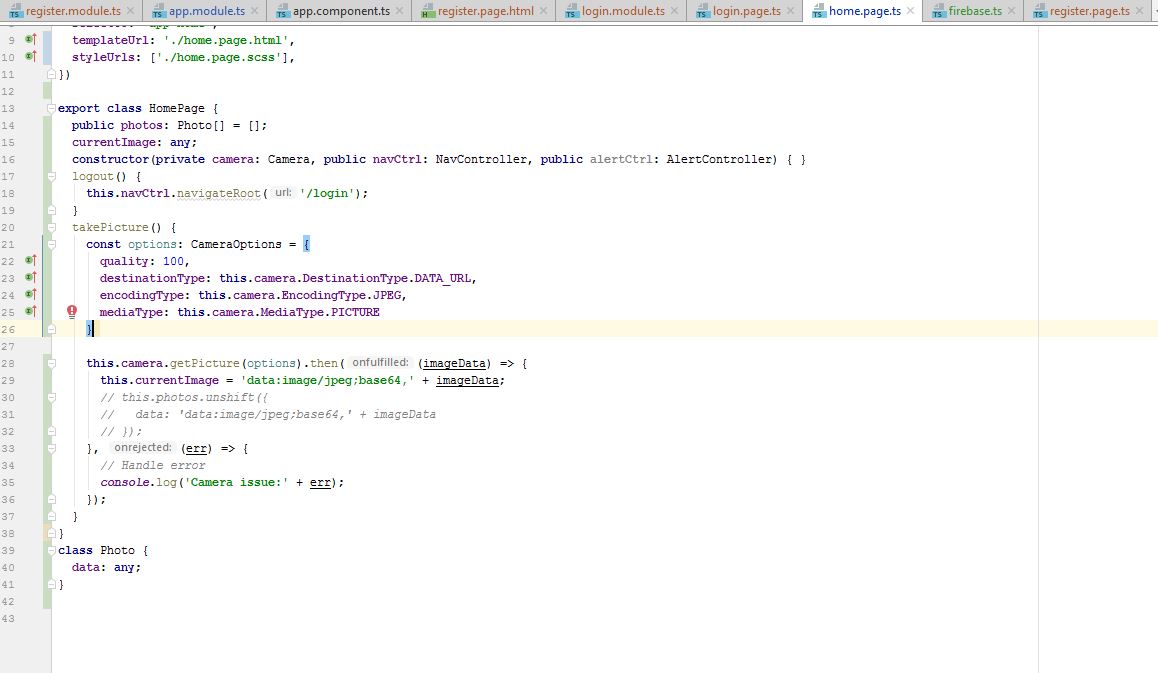 register.module.ts app.module.ts app.component.ts register.page.html login.module.ts login.page.ts home.page.ts firebase.ts register.page.ts
9 templateUrl: './home.page.html',
10 styleUrls: ['./home.page.scss'],
11 })
12
13 export class HomePage {
14 public photos: Photo[] = [];
15 currentImage: any;
16 constructor(private camera: Camera, public navCtrl: NavController, public alertCtrl: AlertController) { }
17 logout() {
18 this.navCtrl.navigateRoot( url: '/login');
19 }
20 takePicture() {
21 const options: CameraOptions = {
22 quality: 100,
23 destinationType: this.camera.DestinationType.DATA_URL,
24 encodingType: this.camera.EncodingType.JPEG,
25 mediaType: this.camera.MediaType.PICTURE
26 }
27
28 this.camera.getPicture(options).then( onfulfilled: (imageData) => {
29 this.currentImage = 'data:image/jpeg;base64,' + imageData;
30 // this.photos.unshift({
31 // data: 'data:image/jpeg;base64,' + imageData
32 // });
33 }, onrejected: (err) => {
34 // Handle error
35 console.log('Camera issue:' + err);
36 });
37 }
38 }
39 class Photo {
40 data: any;
41 }
42
43